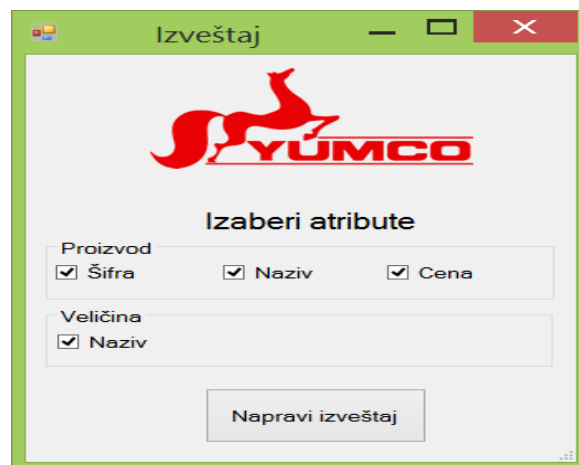 Izveštaj
YUMCO
Izaberi atribute
Proizvod
Šifra Naziv Cena
Veličina
Naziv
Napravi izveštaj